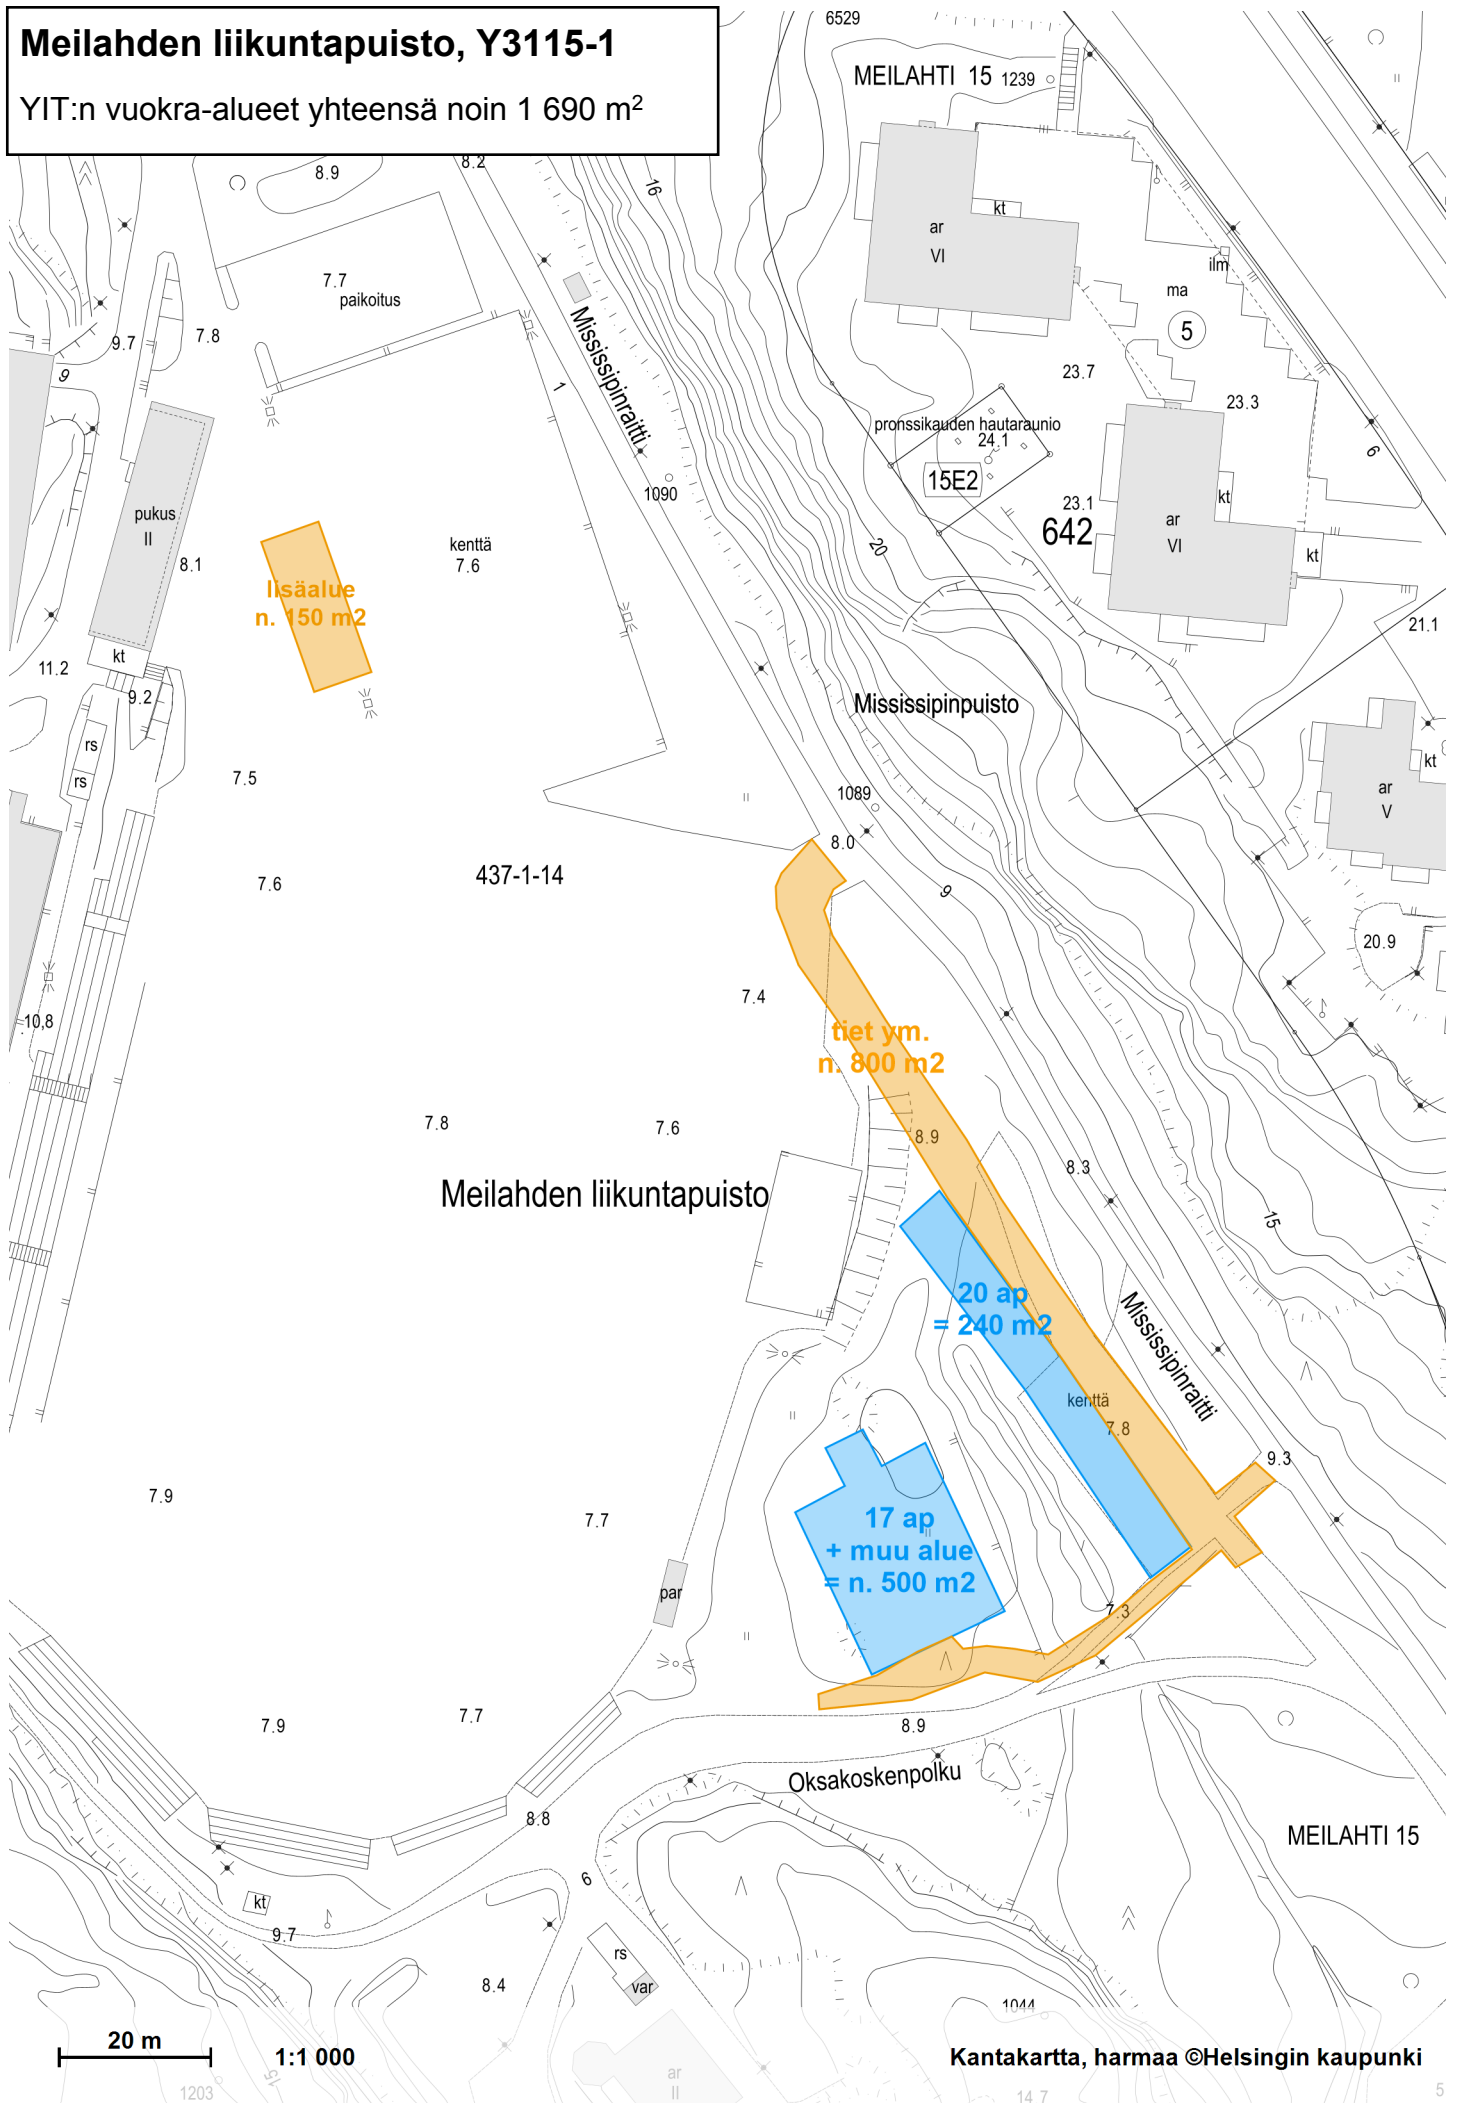 Meilahden liikuntapuisto, Y3115-1
YIT:n vuokra-alueet yhteensä noin 1 690 m²
6529
MEILAHTI 15 1239
8.9
8.2
16
kt
ar
VI
ilm
ma
5
7.7
paikoitus
Mississipinraitti
9.7
7.8
9
1
23.7
23.3
pronssikauden hautaraunio
24.1
15E2
6
1090
23.1
642
kt
ar
VI
kt
pukus
II
8.1
kenttä
7.6
20
lisäalue
n. 150 m2
21.1
kt
11.2
9.2
Mississipinpuisto
rs
rs
7.5
kt
ar
V
1089
8.0
437-1-14
7.6
9
20.9
7.4
10,8
tiet ym.
n. 800 m2
7.8
7.6
8.9
8.3
Meilahden liikuntapuisto
15
20 ap
= 240 m2
Mississipinraitti
kenttä
7.8
9.3
7.9
7.7
17 ap
+ muu alue
= n. 500 m2
par
7.3
7.9
7.7
8.9
Oksakoskenpolku
8.8
MEILAHTI 15
6
kt
9.7
rs
var
8.4
1044
20 m
1:1 000
Kantakartta, harmaa ©Helsingin kaupunki
15
1203
ar
II
14.7
5